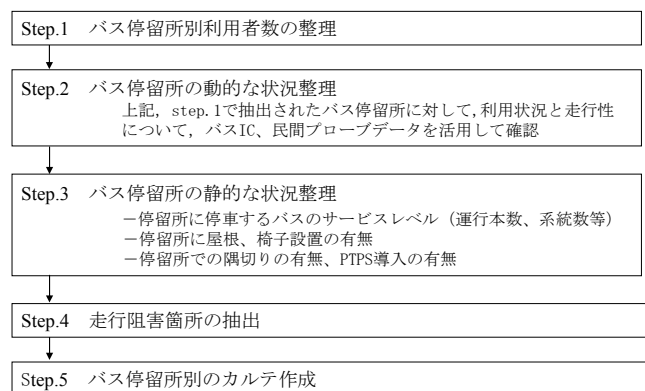 Step.1 バス停留所別利用者数の整理
Step.2 バス停留所の動的な状況整理
上記, step.1で抽出されたバス停留所に対して,利用状況と走行性
について, バスIC、民間プローブデータを活用して確認
Step.3 バス停留所の静的な状況整理
－停留所に停車するバスのサービスレベル（運行本数、系統数等）
－停留所に屋根、椅子設置の有無
－停留所での隅切りの有無、PTPS導入の有無
Step.4 走行阻害箇所の抽出
Step.5 バス停留所別のカルテ作成